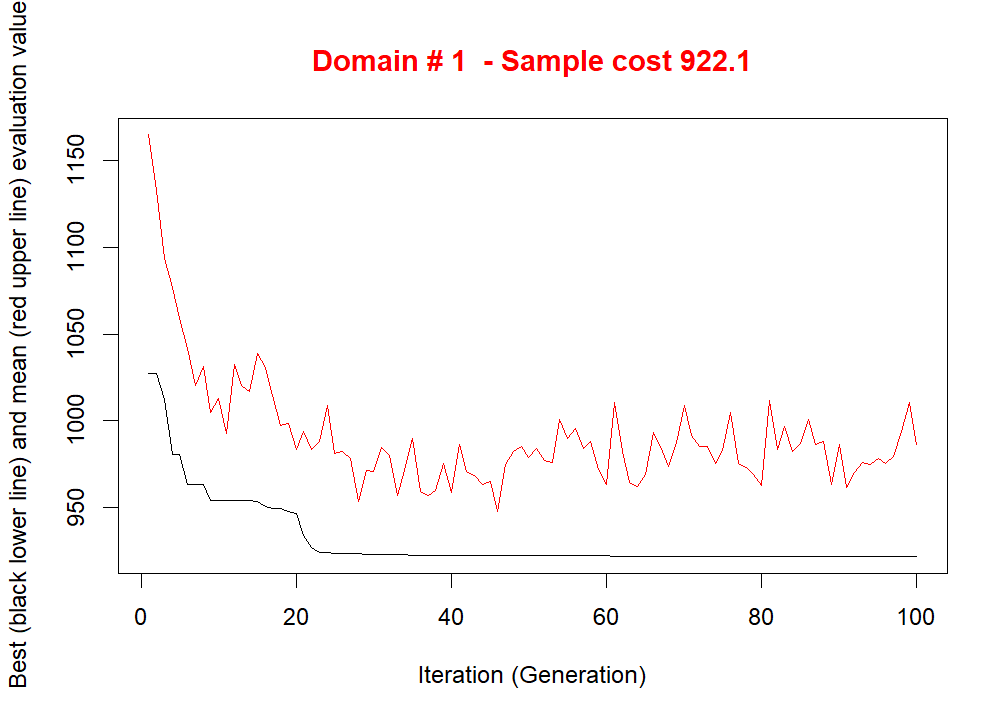 Domain # 1  - Sample cost 922.1
Best (black lower line) and mean (red upper line) evaluation value
1150
1100
1050
1000
950
0 20 40 60 80 100
Iteration (Generation)